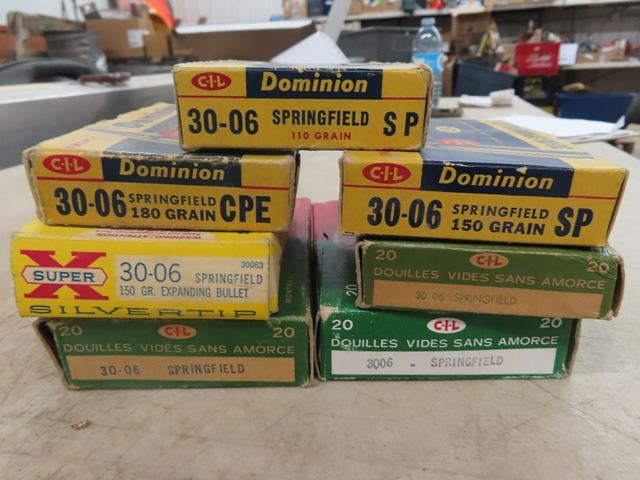 C-I-L Dominion
30-06 SPRINGFIELD SP
110 GRAIN
C-I-L Dominion
30-06 SPRINGFIELD CPE
180 GRAIN
C-I-L Dominion
30-06 SPRINGFIELD SP
150 GRAIN
SUPER X
30063
30-06 SPRINGFIELD
150 GR. EXPANDING BULLET
SILVERTIP
20 C-I-L 20
DOUILLES VIDES SANS AMORCE
30-06 SPRINGFIELD
20 C-I-L 20
DOUILLES VIDES SANS AMORCE
30-06 SPRINGFIELD
20 C-I-L 20
DOUILLES VIDES SANS AMORCE
3006 - SPRINGFIELD